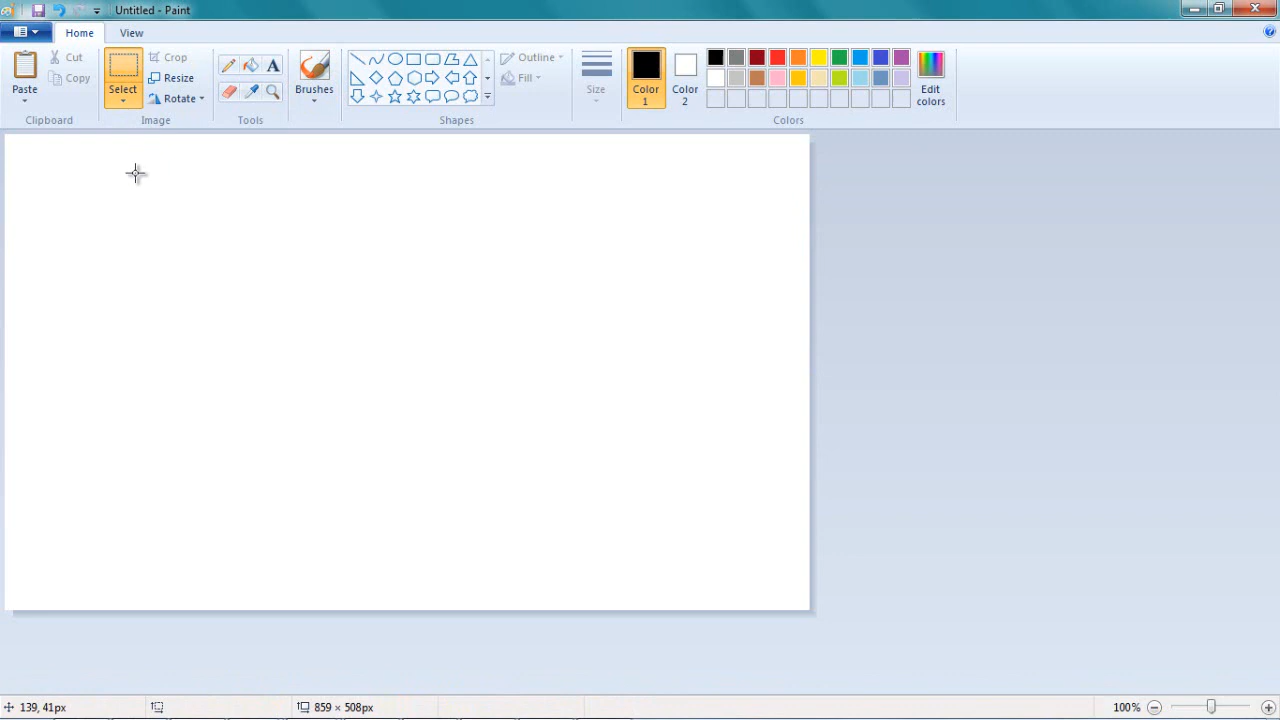 Untitled - Paint
Home View
Paste Cut Copy Select Crop Resize Rotate A Brushes Outline Fill Size Color 1 Color 2 Edit colors
Clipboard Image Tools Shapes Colors
139, 41px 859 × 508px 100%